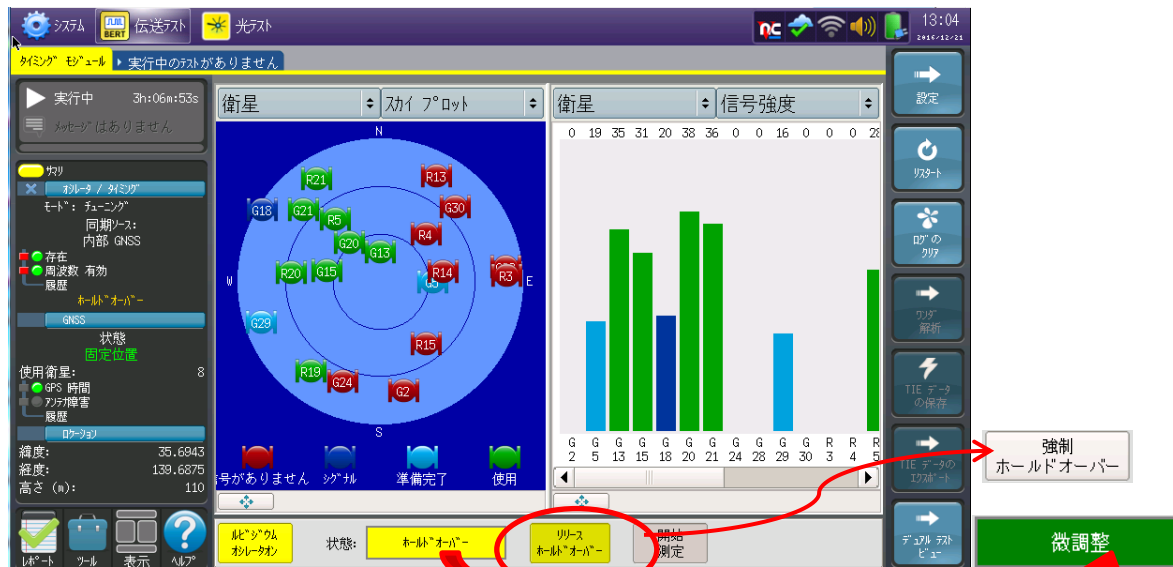 システム
BERT
伝送テスト
光テスト
13:04
2016/12/21
タイミング モジュール
実行中のテストがありません
実行中 3h:06m:53s
メッセージはありません
サマリ
オシレータ / タイミング
モード: チューニング
同期ソース:
内部 GNSS
存在
周波数 有効
履歴
ホールドオーバー
GNSS
状態
固定位置
使用衛星: 8
GPS 時間
アンテナ障害
履歴
ロケーション
緯度: 35.6943
経度: 139.6875
高さ (m): 110
レポート
ツール
表示
ヘルプ
衛星
スカイ プロット
N
R21
R13
G18
G21
R5
G30
G20
R4
G13
W
R20
G15
R14
G5
R3
E
G29
R15
R19
G24
G2
S
信号がありません
シグナル
準備完了
使用
衛星
信号強度
0 19 35 31 20 38 36 0 0 16 0 0 0 28
G G G G G G G G G G G R R R
2 5 13 15 18 20 21 24 28 29 30 3 4 5
ルビジウム
オシレータオン
状態:
ホールドオーバー
リリース
ホールドオーバー
開始
測定
設定
リスタート
ログの
クリア
ワンダ
解析
TIE データ
の保存
TIE データの
エクスポート
デュアル テスト
ビュー
強制
ホールドオーバー
微調整